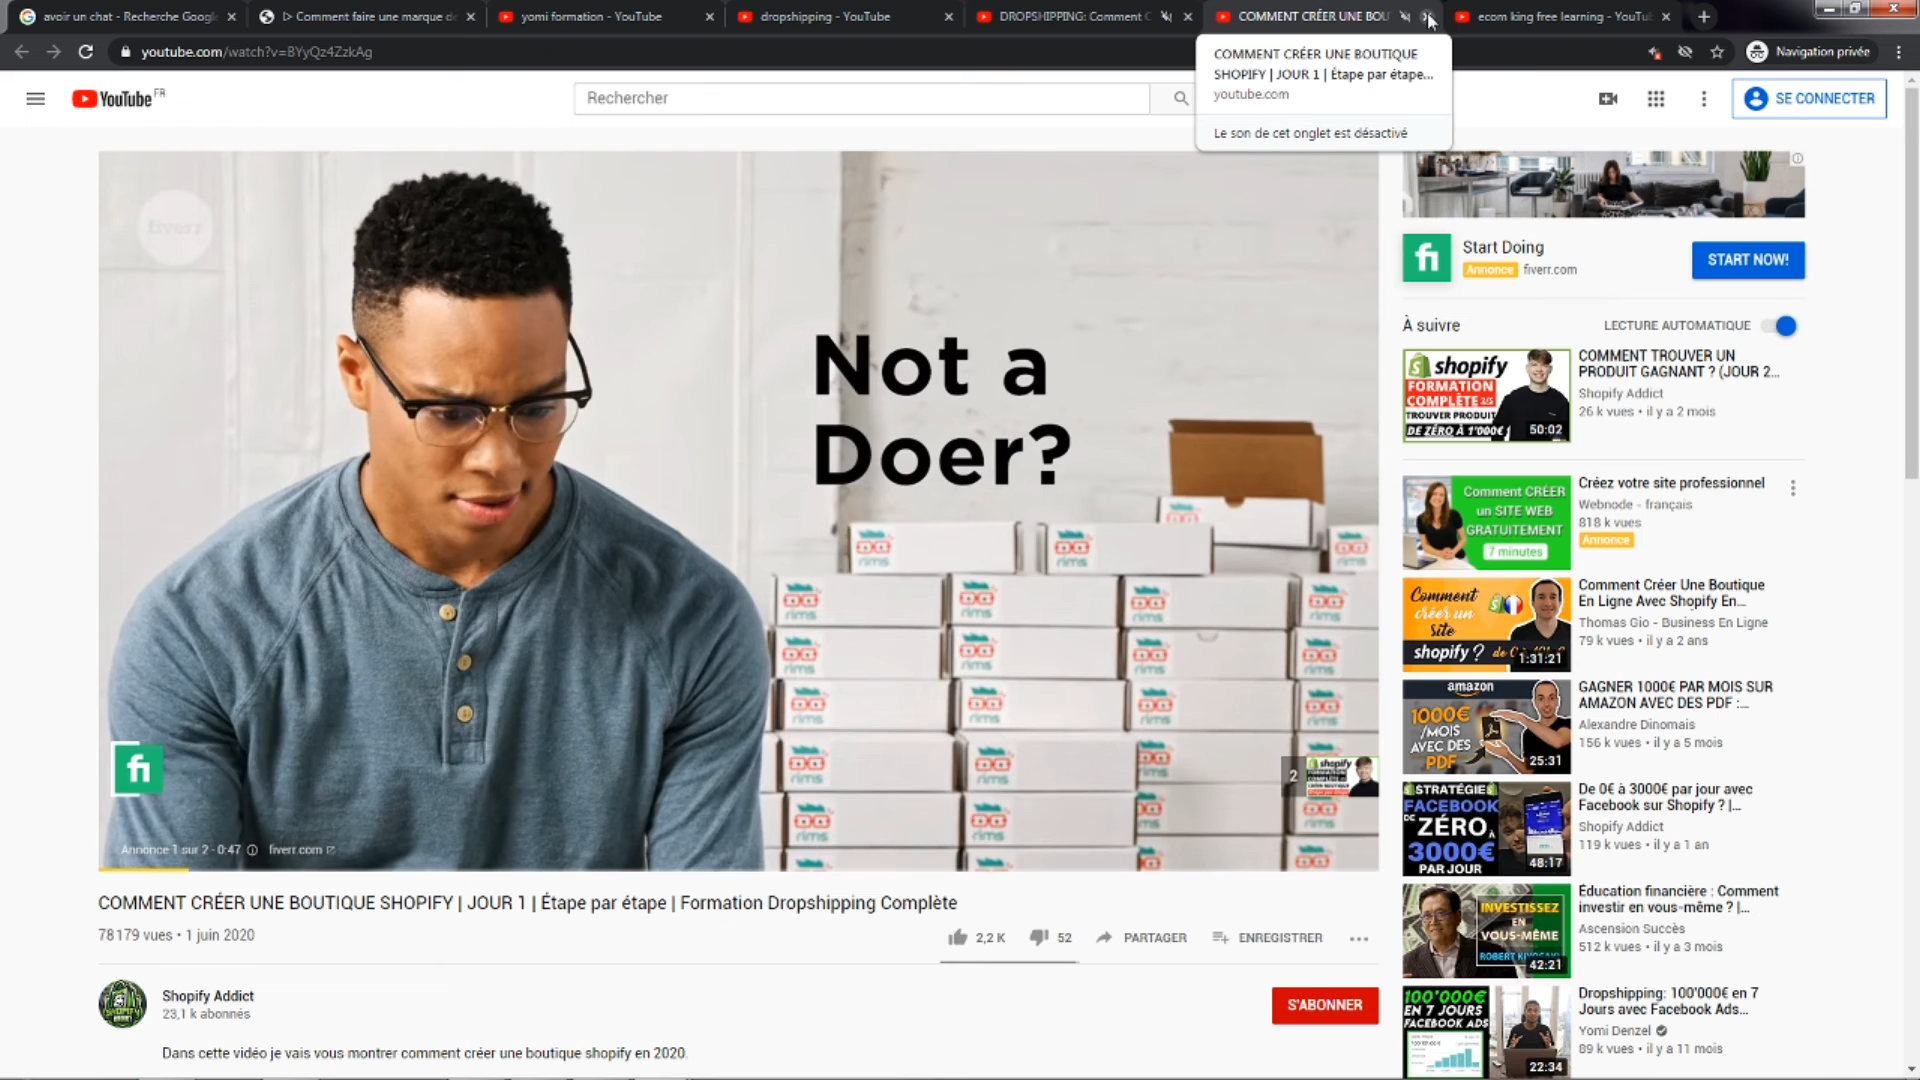 avoir un chat - Recherche Google
▷ Comment faire une marque de
yomi formation - YouTube
dropshipping - YouTube
DROPSHIPPING: Comment C
COMMENT CRÉER UNE BOU
ecom king free learning - YouTu
youtube.com/watch?v=BYyQz4ZzkAg
Navigation privée
COMMENT CRÉER UNE BOUTIQUE
SHOPIFY | JOUR 1 | Étape par étape...
youtube.com
Le son de cet onglet est désactivé
YouTube FR
Rechercher
SE CONNECTER
fiverr
Not a
Doer?
fi
Annonce 1 sur 2 - 0:47
fiverr.com
2
COMMENT CRÉER UNE BOUTIQUE SHOPIFY | JOUR 1 | Étape par étape | Formation Dropshipping Complète
78 179 vues • 1 juin 2020
2,2 K
52
PARTAGER
ENREGISTRER
Shopify Addict
23,1 k abonnés
S'ABONNER
Dans cette vidéo je vais vous montrer comment créer une boutique shopify en 2020.
fi
Start Doing
Annonce fiverr.com
START NOW!
À suivre
LECTURE AUTOMATIQUE
shopify
FORMATION
COMPLÈTE 2/5
TROUVER PRODUIT
DE ZÉRO À 1'000€
50:02
COMMENT TROUVER UN
PRODUIT GAGNANT ? (JOUR 2...
Shopify Addict
26 k vues • il y a 2 mois
Comment CRÉER
un SITE WEB
GRATUITEMENT
7 minutes
Créez votre site professionnel
Webnode - français
818 k vues
Annonce
Comment
créer un
site
shopify ?
1:31:21
Comment Créer Une Boutique
En Ligne Avec Shopify En...
Thomas Gio - Business En Ligne
79 k vues • il y a 2 ans
amazon
1000€
/MOIS
AVEC DES
PDF
25:31
GAGNER 1000€ PAR MOIS SUR
AMAZON AVEC DES PDF :...
Alexandre Dinomais
156 k vues • il y a 5 mois
STRATÉGIE
FACEBOOK
DE ZÉRO À
3000€
PAR JOUR
48:17
De 0€ à 3000€ par jour avec
Facebook sur Shopify ? |...
Shopify Addict
119 k vues • il y a 1 an
INVESTISSEZ
EN
VOUS-MÊME
ROBERT KIYOSAKI
42:21
Éducation financière : Comment
investir en vous-même ? |...
Ascension Succès
512 k vues • il y a 3 mois
100'000€
EN 7 JOURS
FACEBOOK ADS
22:34
Dropshipping: 100'000€ en 7
Jours avec Facebook Ads...
Yomi Denzel
89 k vues • il y a 11 mois